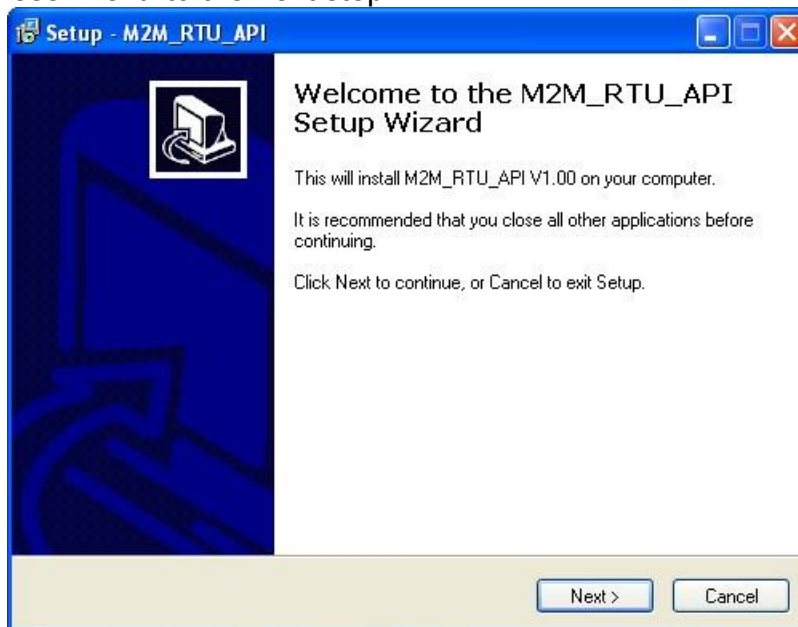 Setup - M2M_RTU_API
Welcome to the M2M_RTU_API
Setup Wizard
This will install M2M_RTU_API V1.00 on your computer.
It is recommended that you close all other applications before
continuing.
Click Next to continue, or Cancel to exit Setup.
Next >
Cancel